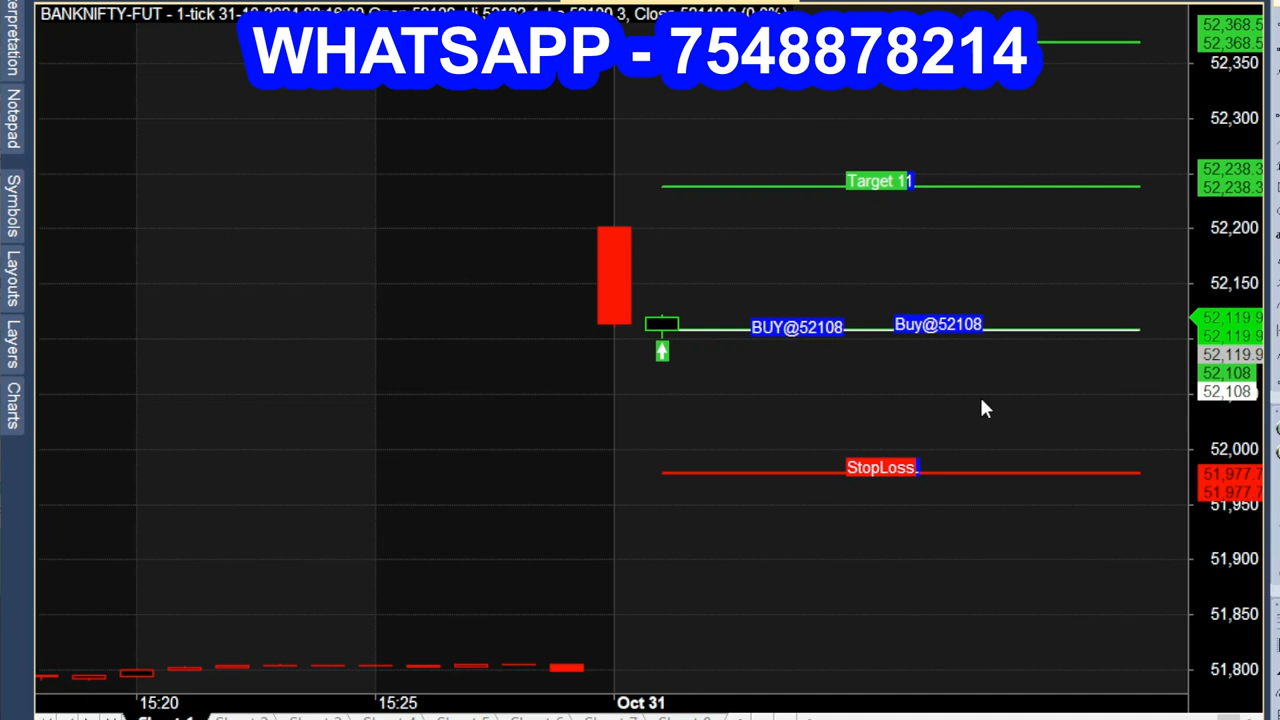 BANKNIFTY-FUT - 1-tick
WHATSAPP - 7548878214
Interpretation
Notepad
Symbols
Layouts
Layers
Charts
Target 1
BUY@52108
Buy@52108
StopLoss
52,368.5
52,368.5
52,350
52,300
52,238.3
52,238.3
52,200
52,150
52,119.9
52,119.9
52,119.9
52,108
52,108
52,000
51,977.7
51,977.7
51,950
51,900
51,850
51,800
15:20
15:25
Oct 31